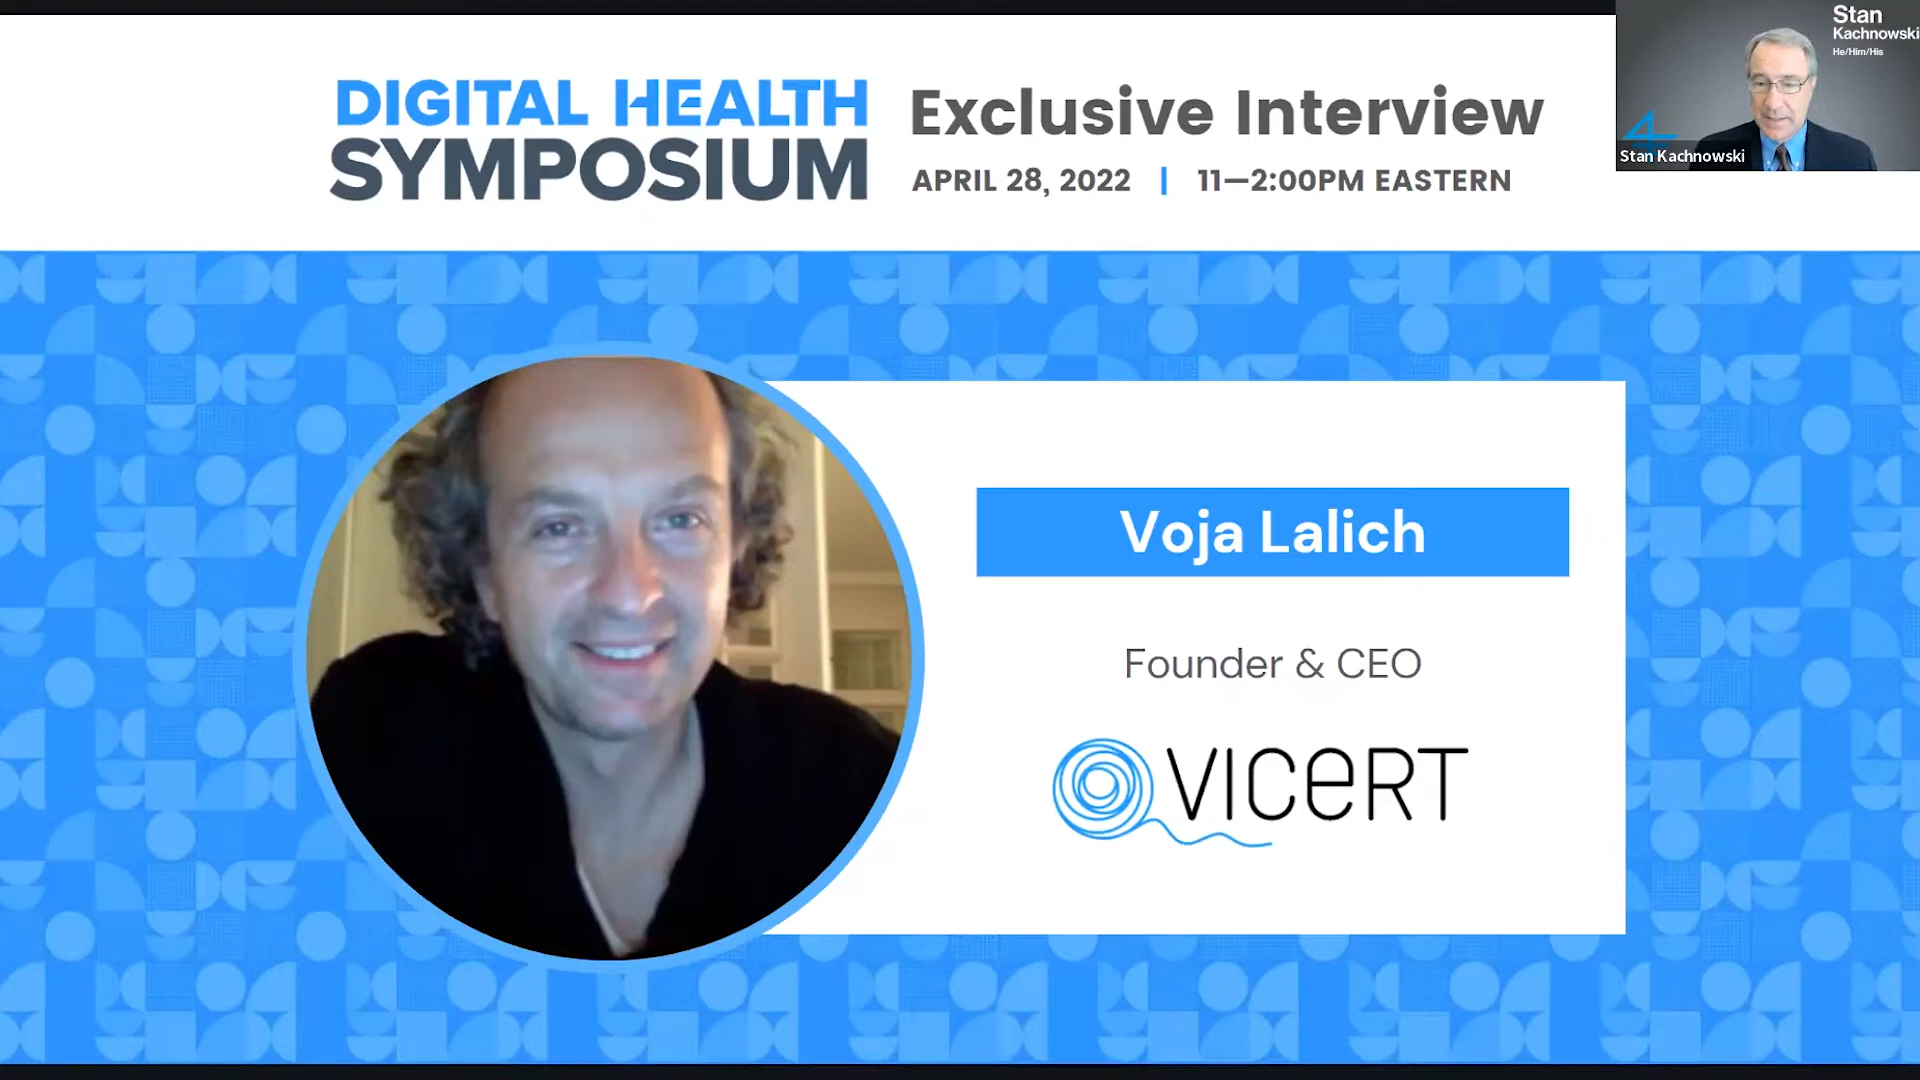 DIGITAL HEALTH
SYMPOSIUM
Exclusive Interview
APRIL 28, 2022 | 11—2:00PM EASTERN
Stan
Kachnowski
He/Him/His
Stan Kachnowski
Voja Lalich
Founder & CEO
VICeRT